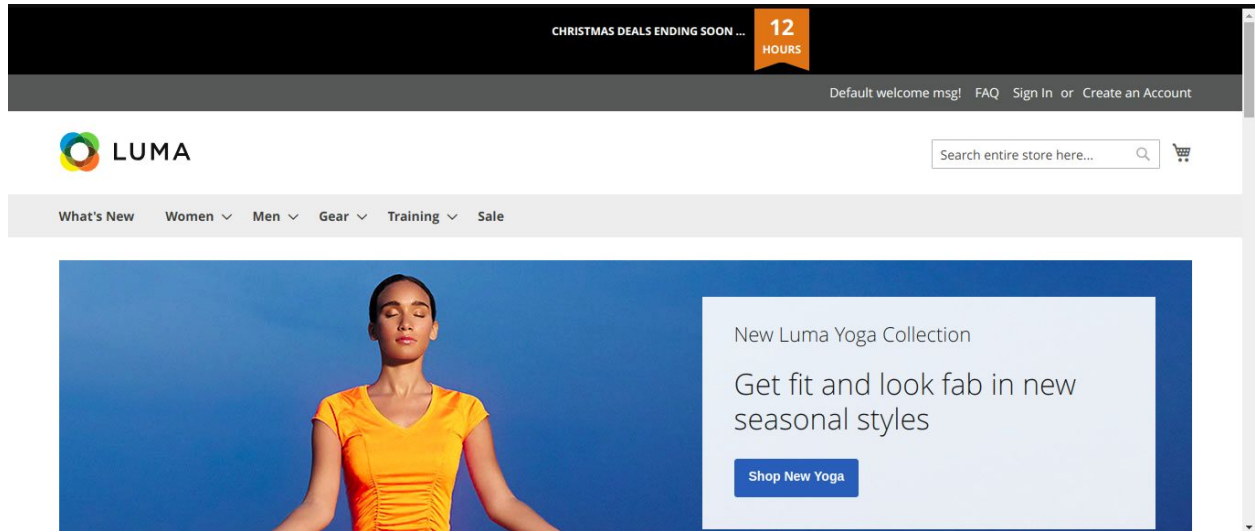 CHRISTMAS DEALS ENDING SOON ...
12
HOURS
Default welcome msg! FAQ Sign In or Create an Account
LUMA
Search entire store here...
What's New Women Men Gear Training Sale
New Luma Yoga Collection
Get fit and look fab in new
seasonal styles
Shop New Yoga